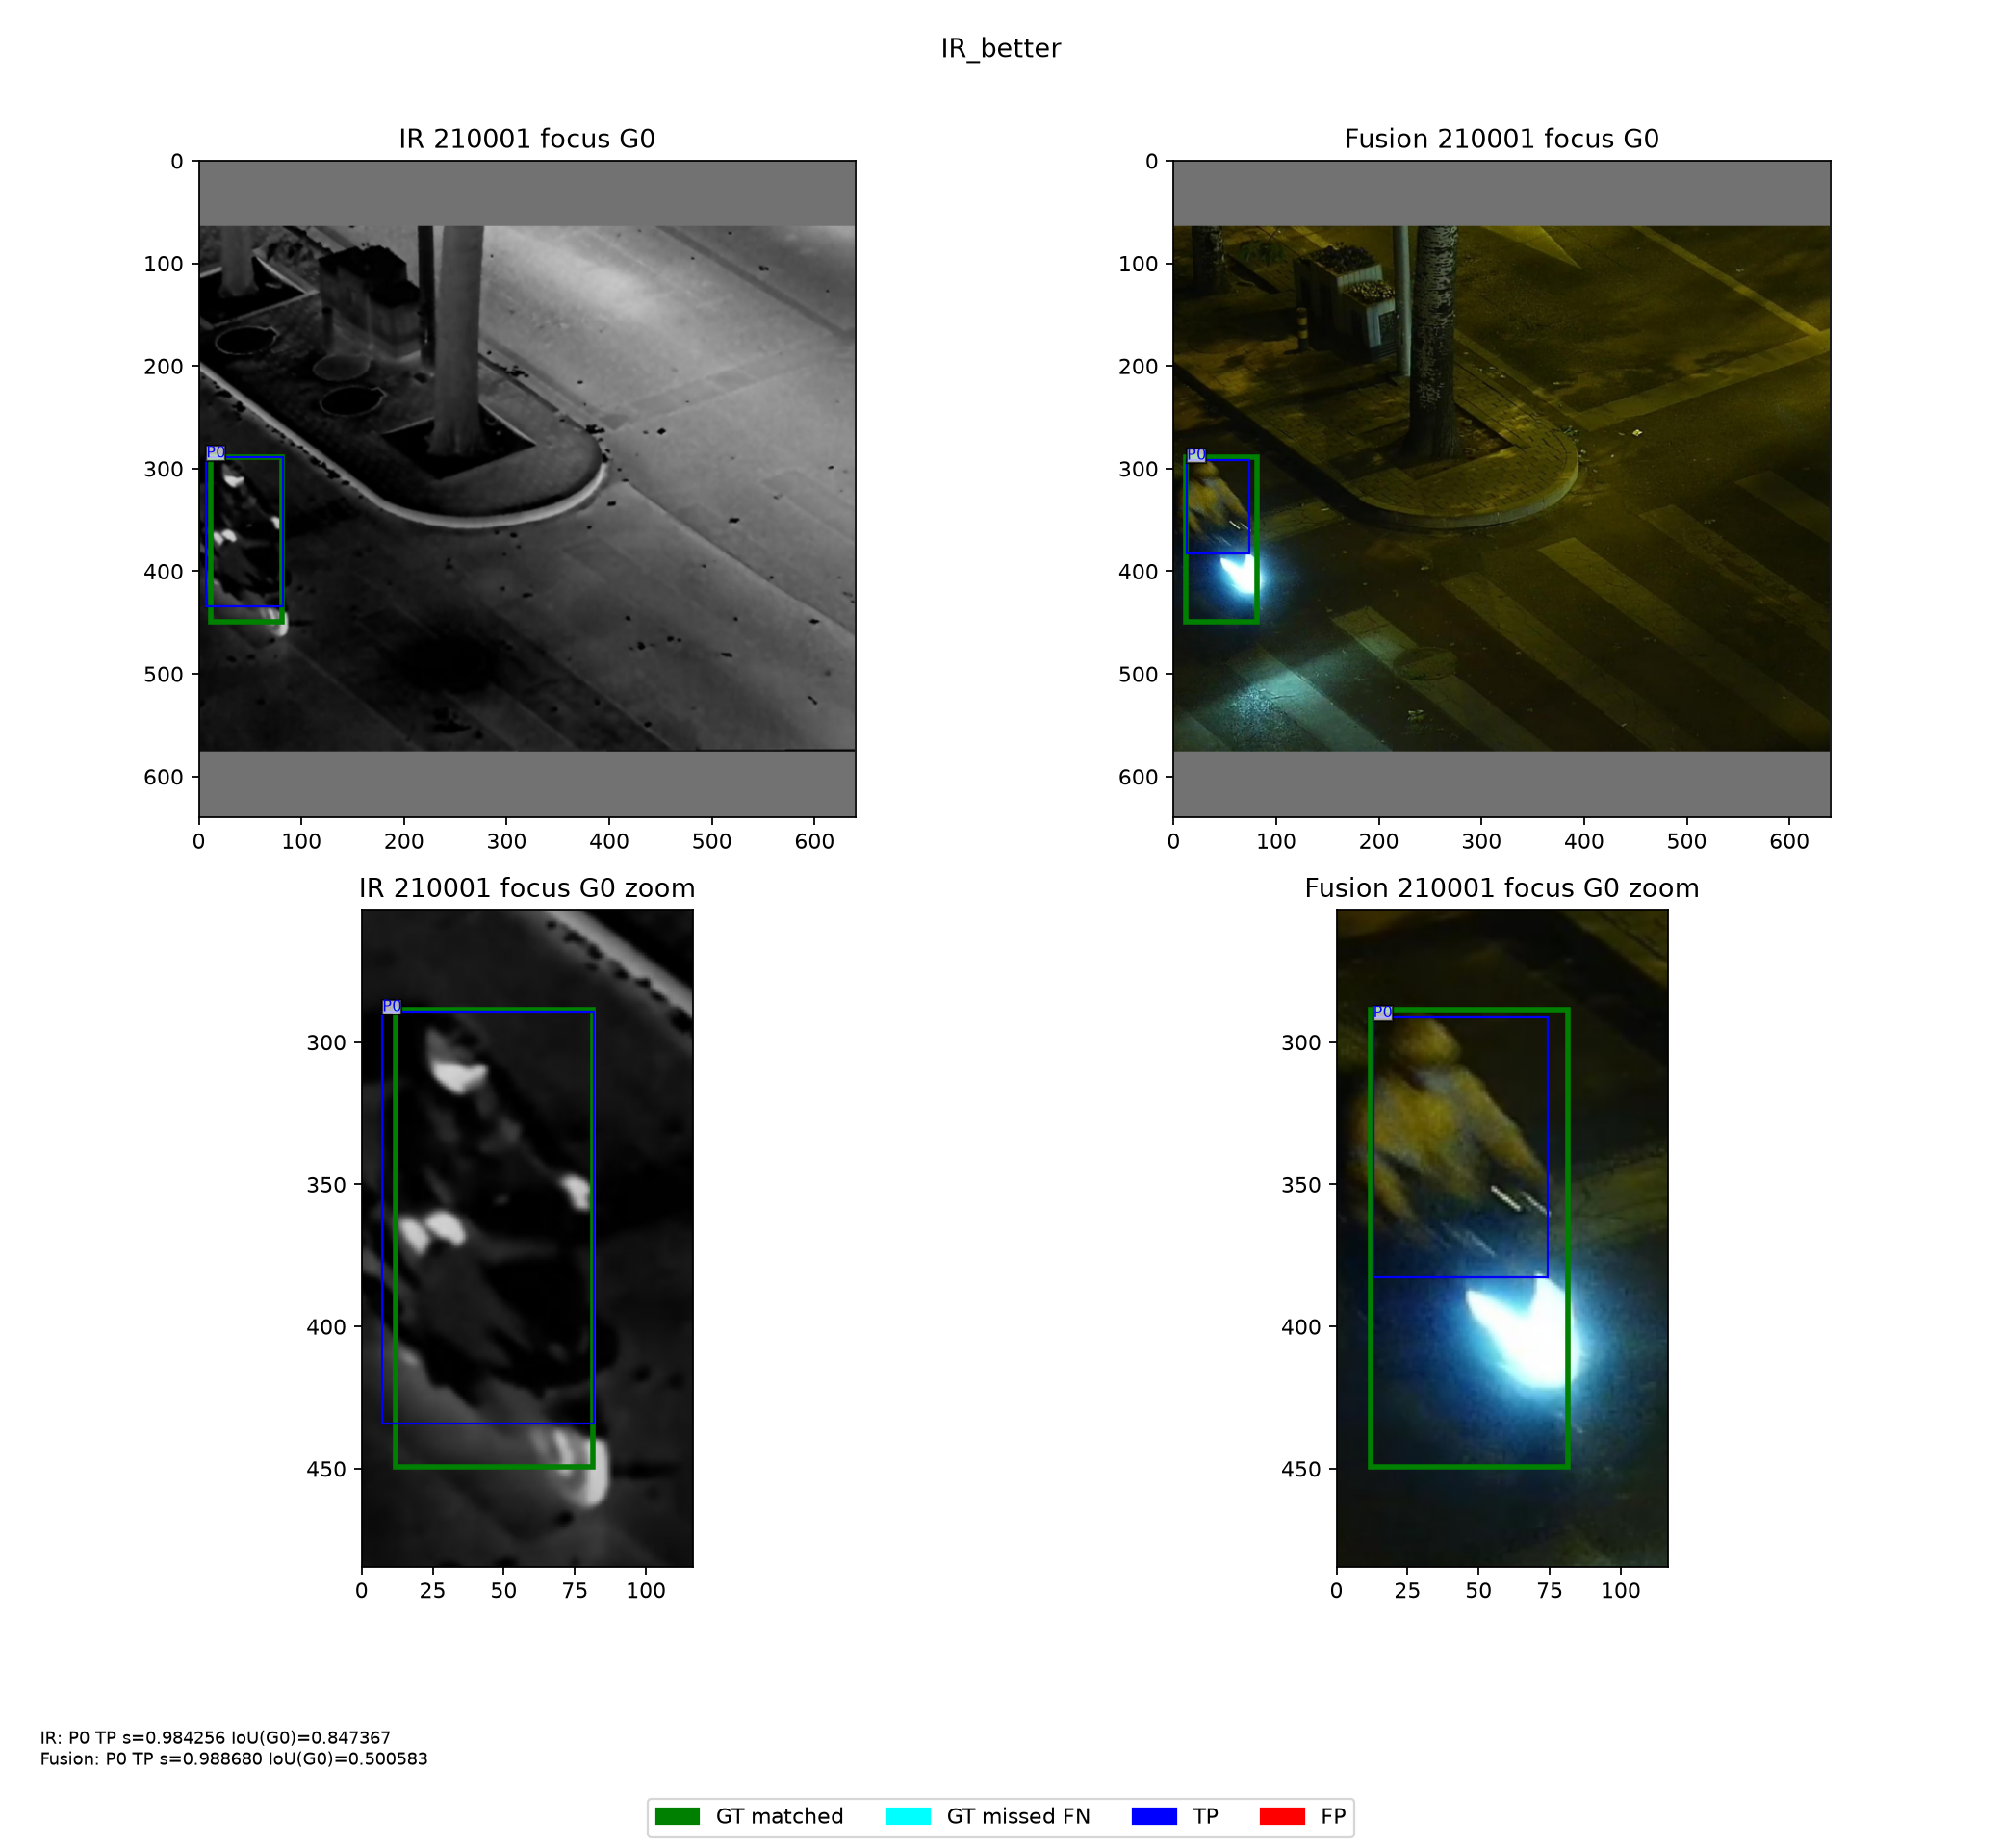 IR_better
IR 210001 focus G0
Fusion 210001 focus G0
0
100
200
300
400
500
600
0 100 200 300 400 500 600
P0
0
100
200
300
400
500
600
0 100 200 300 400 500 600
P0
IR 210001 focus G0 zoom
Fusion 210001 focus G0 zoom
300
350
400
450
0 25 50 75 100
P0
300
350
400
450
0 25 50 75 100
P0
IR: P0 TP s=0.984256 IoU(G0)=0.847367
Fusion: P0 TP s=0.988680 IoU(G0)=0.500583
GT matched GT missed FN TP FP